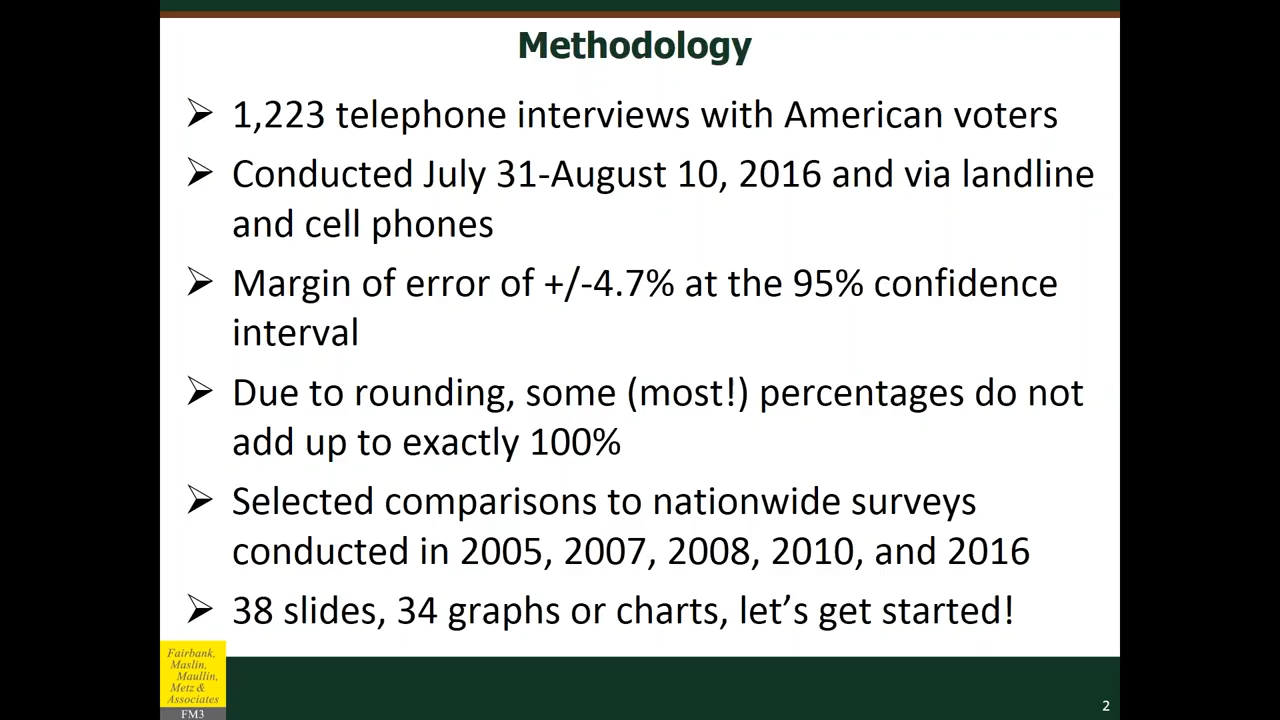 Methodology
➢ 1,223 telephone interviews with American voters
➢ Conducted July 31-August 10, 2016 and via landline
and cell phones
➢ Margin of error of +/-4.7% at the 95% confidence
interval
➢ Due to rounding, some (most!) percentages do not
add up to exactly 100%
➢ Selected comparisons to nationwide surveys
conducted in 2005, 2007, 2008, 2010, and 2016
➢ 38 slides, 34 graphs or charts, let’s get started!
Fairbank,
Maslin,
Maullin,
Metz &
Associates
FM3
2